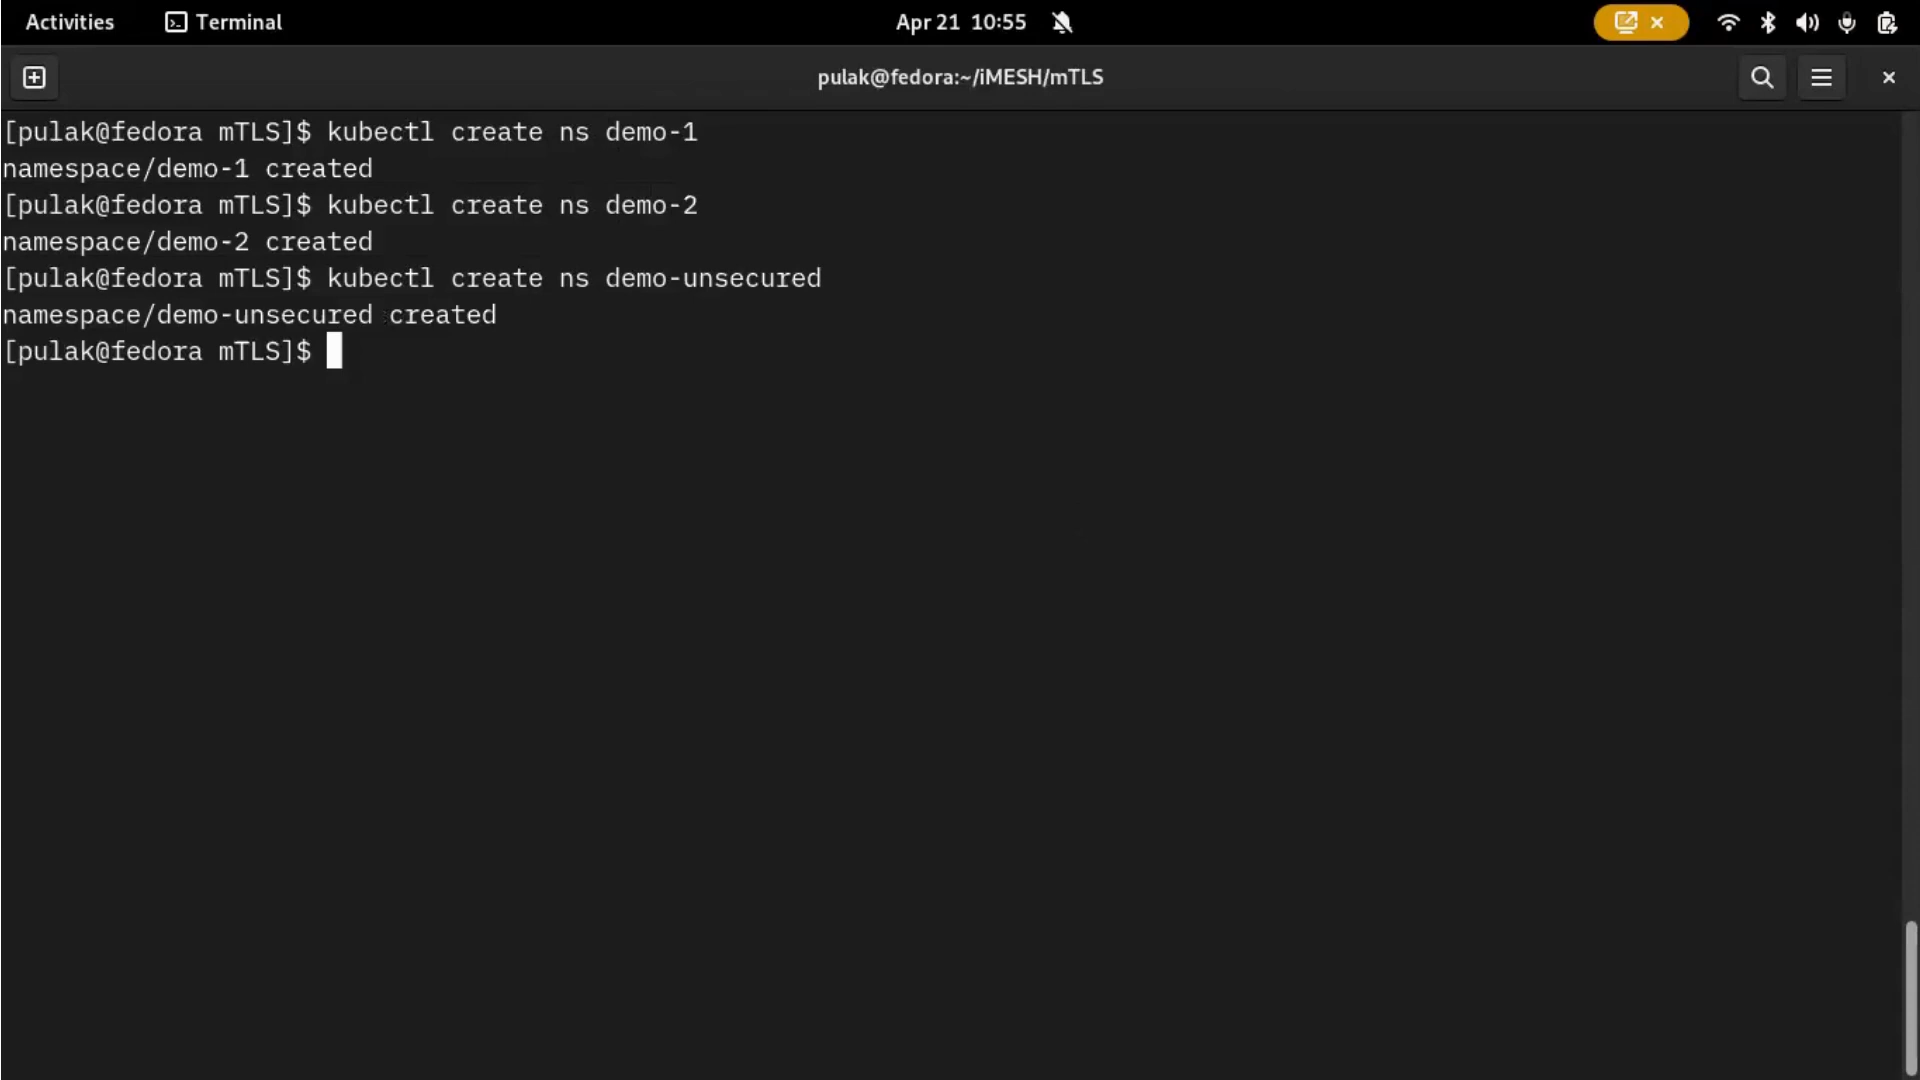 Activities Terminal Apr 21 10:55
pulak@fedora:~/iMESH/mTLS
[pulak@fedora mTLS]$ kubectl create ns demo-1
namespace/demo-1 created
[pulak@fedora mTLS]$ kubectl create ns demo-2
namespace/demo-2 created
[pulak@fedora mTLS]$ kubectl create ns demo-unsecured
namespace/demo-unsecured created
[pulak@fedora mTLS]$